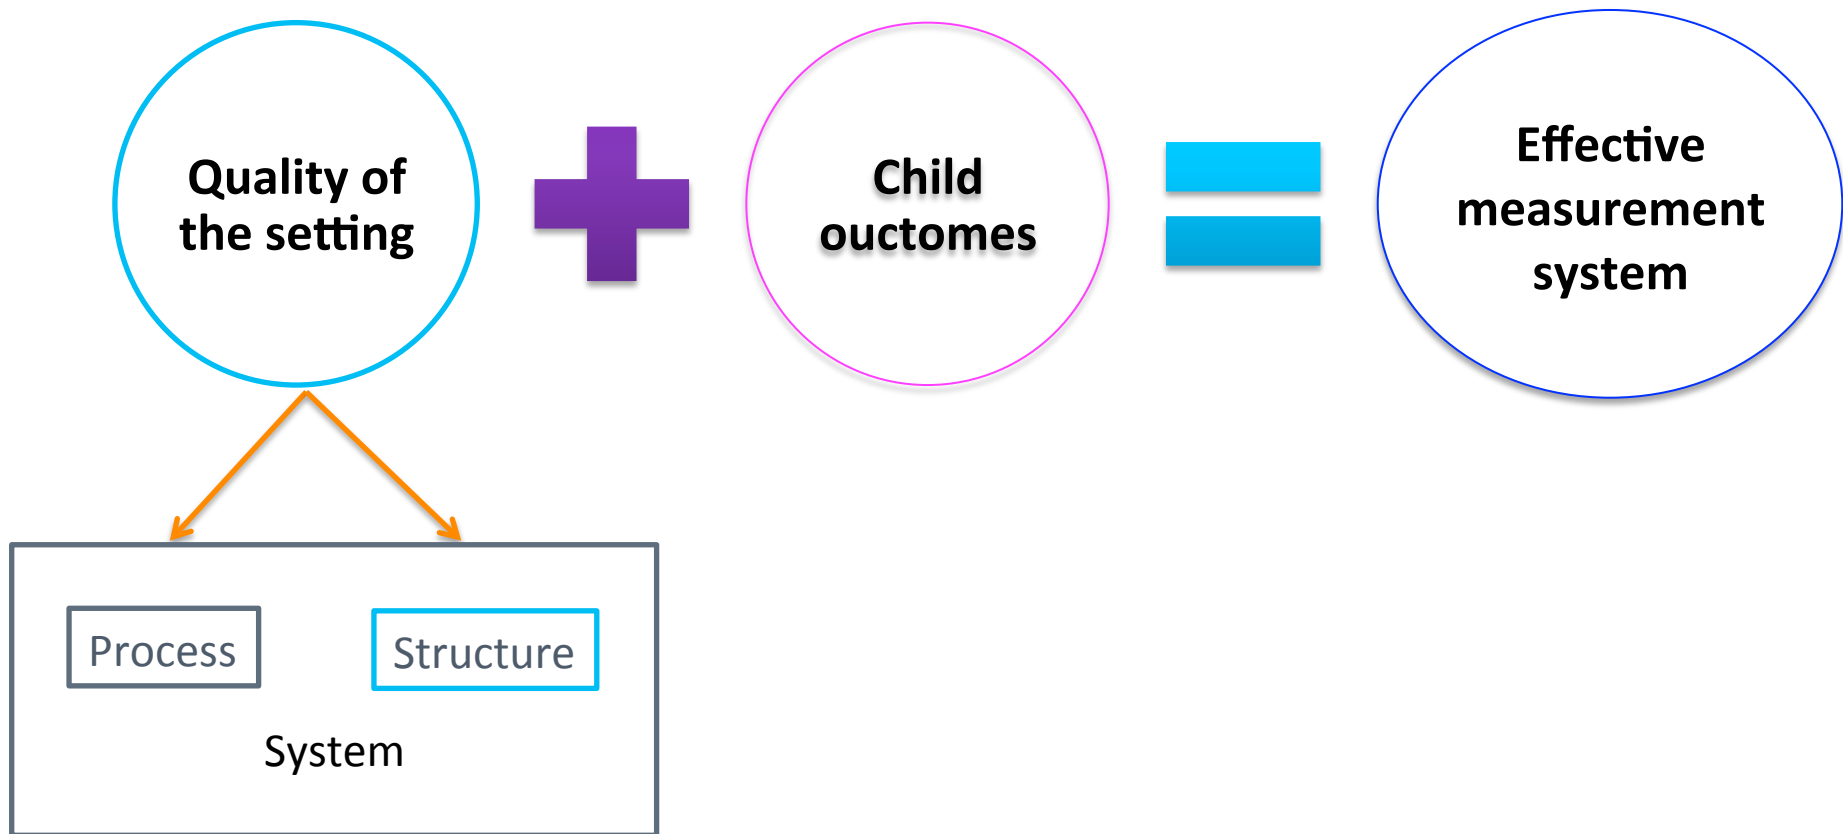 Quality of
the setting
Child
ouctomes
Effective
measurement
system
Process
Structure
System